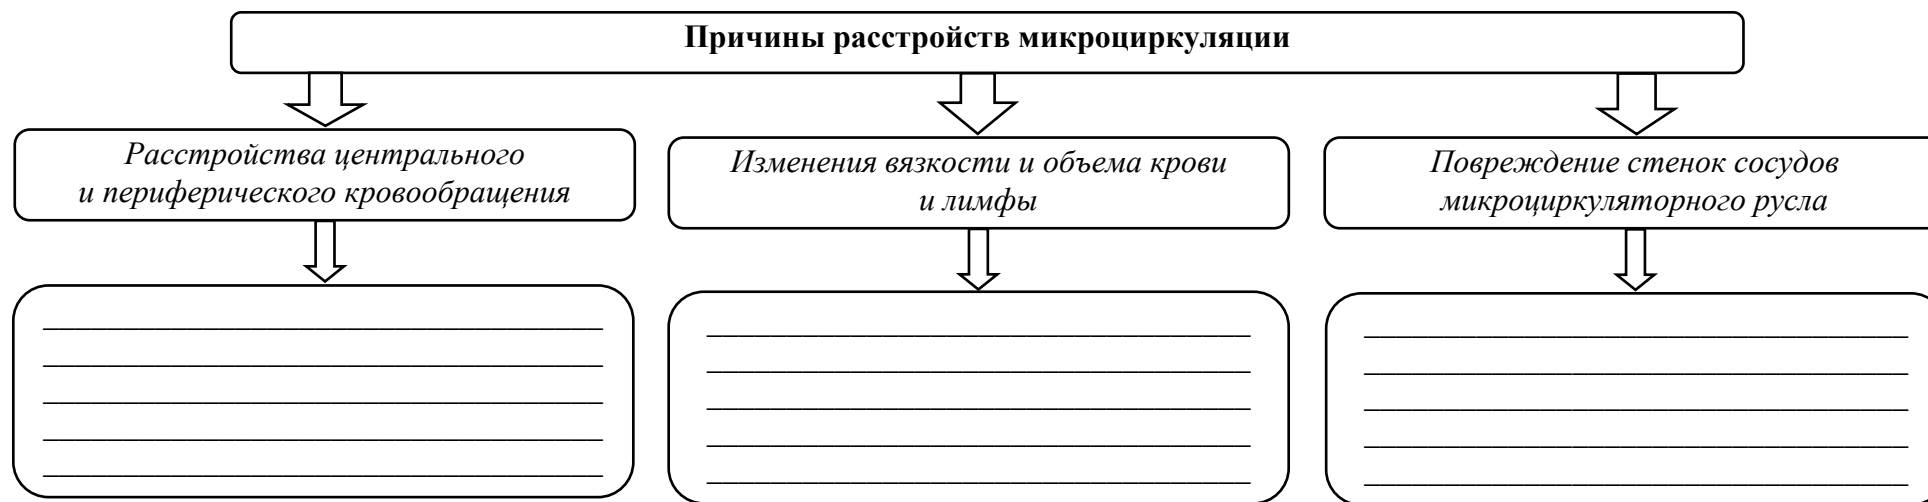 Причины расстройств микроциркуляции
Расстройства центрального
и периферического кровообращения
Изменения вязкости и объема крови
и лимфы
Повреждение стенок сосудов
микроциркуляторного русла